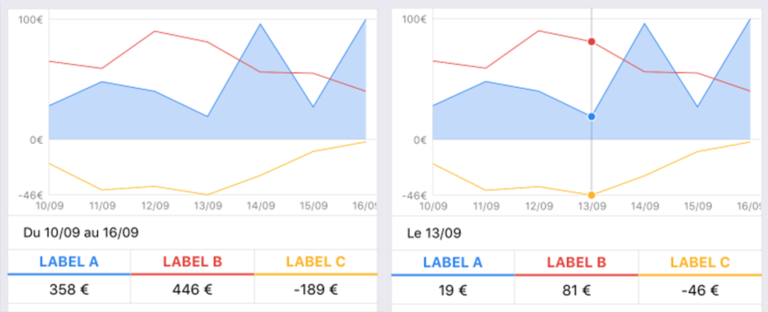 100€
0€
-46€
10/09 11/09 12/09 13/09 14/09 15/09 16/09
Du 10/09 au 16/09
LABEL A LABEL B LABEL C
358 € 446 € -189 €
100€
0€
-46€
10/09 11/09 12/09 13/09 14/09 15/09 16/09
Le 13/09
LABEL A LABEL B LABEL C
19 € 81 € -46 €